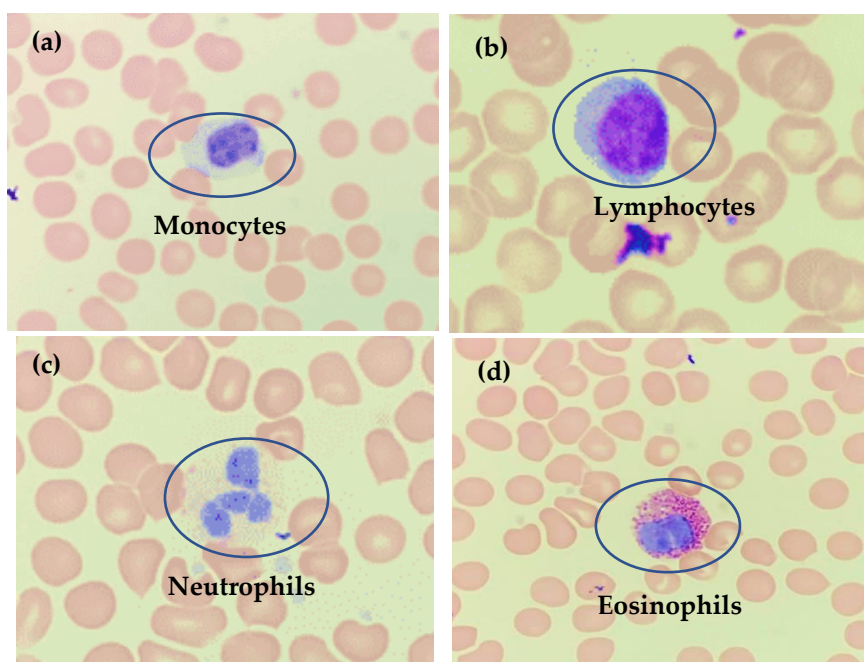 (a)
Monocytes
(b)
Lymphocytes
(c)
Neutrophils
(d)
Eosinophils